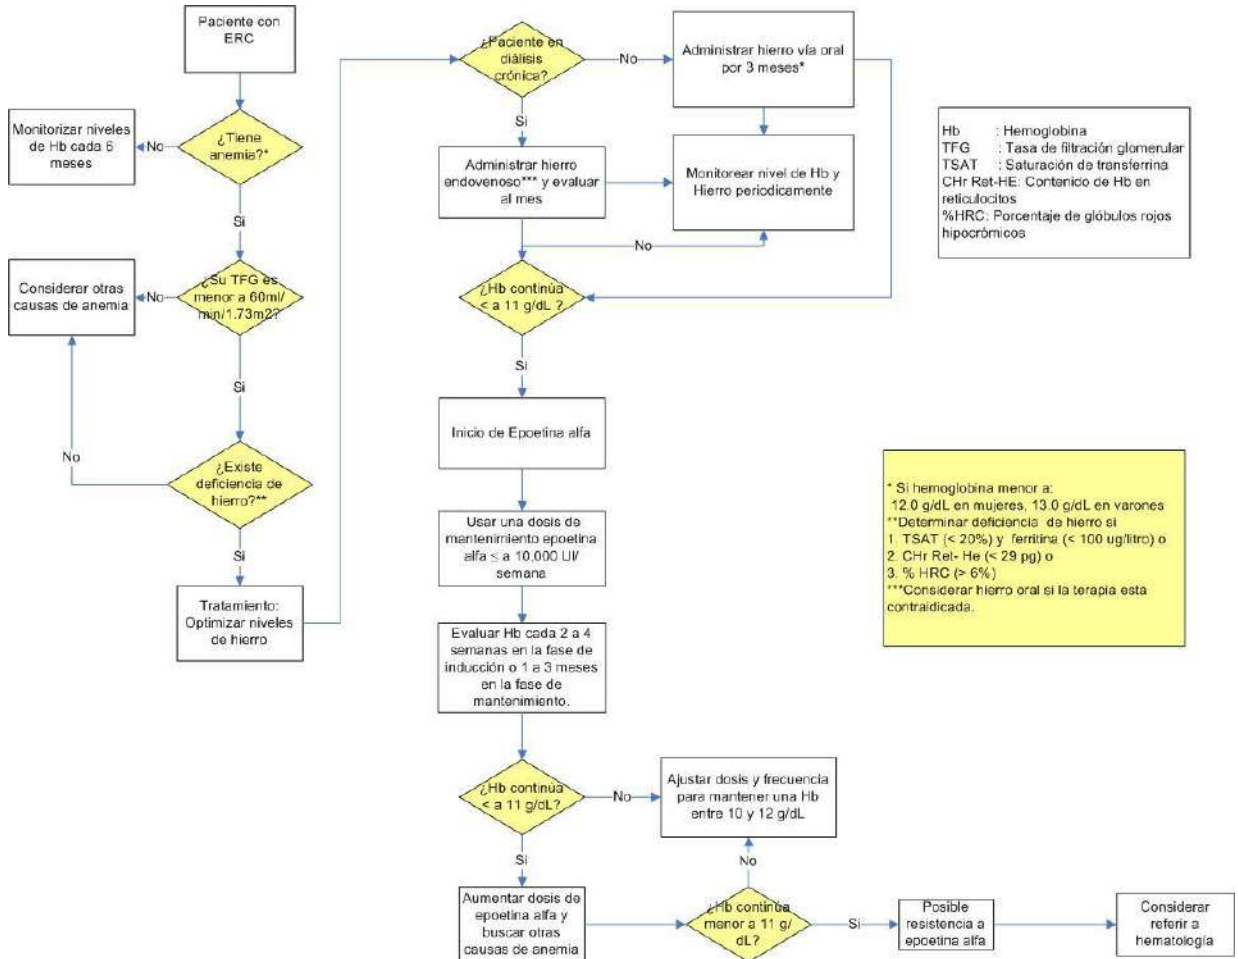 Paciente con
ERC
¿Tiene
anemia?*
No
Monitorizar niveles
de Hb cada 6
meses
Si
¿Su TFG es
menor a 60ml/
min/1.73m2?
No
Considerar otras
causas de anemia
Si
¿Existe
deficiencia de
hierro?**
No
Si
Tratamiento:
Optimizar niveles
de hierro
¿Paciente en
diálisis
crónica?
No
Administrar hierro vía oral
por 3 meses*
Si
Administrar hierro
endovenoso*** y evaluar
al mes
Monitorear nivel de Hb y
Hierro periodicamente
No
¿Hb continúa
< a 11 g/dL ?
Si
Inicio de Epoetina alfa
Usar una dosis de
mantenimiento epoetina
alfa ≤ a 10,000 UI/
semana
Evaluar Hb cada 2 a 4
semanas en la fase de
inducción o 1 a 3 meses
en la fase de
mantenimiento.
¿Hb continúa
< a 11 g/dL?
No
Ajustar dosis y frecuencia
para mantener una Hb
entre 10 y 12 g/dL
Si
Aumentar dosis de
epoetina alfa y
buscar otras
causas de anemia
¿Hb continúa
menor a 11 g/
dL?
No
Si
Posible
resistencia a
epoetina alfa
Considerar
referir a
hematología
Hb : Hemoglobina
TFG : Tasa de filtración glomerular
TSAT : Saturación de transferrina
CHr Ret-HE: Contenido de Hb en
reticulocitos
%HRC: Porcentaje de glóbulos rojos
hipocrómicos
* Si hemoglobina menor a:
12.0 g/dL en mujeres, 13.0 g/dL en varones
**Determinar deficiencia de hierro si
1. TSAT (< 20%) y ferritina (< 100 ug/litro) o
2. CHr Ret- He (< 29 pg) o
3. % HRC (> 6%)
***Considerar hierro oral si la terapia esta
contraidicada.